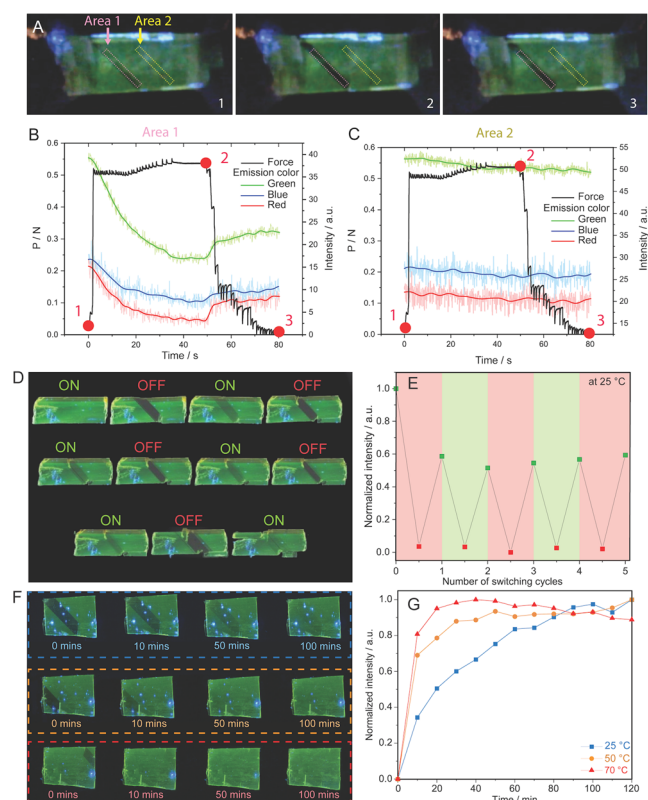 A
Area 1
Area 2
1
2
3
B
Area 1
C
Area 2
0.6
0.5
0.4
0.3
0.2
0.1
0.0
P / N
0
20
40
60
80
Time / s
40
35
30
25
20
15
10
5
0
Intensity / a.u.
Force
Emission color
Green
Blue
Red
1
2
3
0.6
0.5
0.4
0.3
0.2
0.1
0.0
P / N
0
20
40
60
80
Time / s
55
50
45
40
35
30
25
20
15
Intensity / a.u.
Force
Emission color
Green
Blue
Red
1
2
3
D
ON
OFF
ON
OFF
ON
OFF
ON
OFF
ON
OFF
ON
E
at 25 °C
1.0
0.8
0.6
0.4
0.2
0.0
Normalized intensity / a.u.
0
1
2
3
4
5
Number of switching cycles
F
0 mins
10 mins
50 mins
100 mins
0 mins
10 mins
50 mins
100 mins
0 mins
10 mins
50 mins
100 mins
G
1.0
0.8
0.6
0.4
0.2
0.0
Normalized intensity / a.u.
25 °C
50 °C
70 °C
0
20
40
60
80
100
120
Time / min